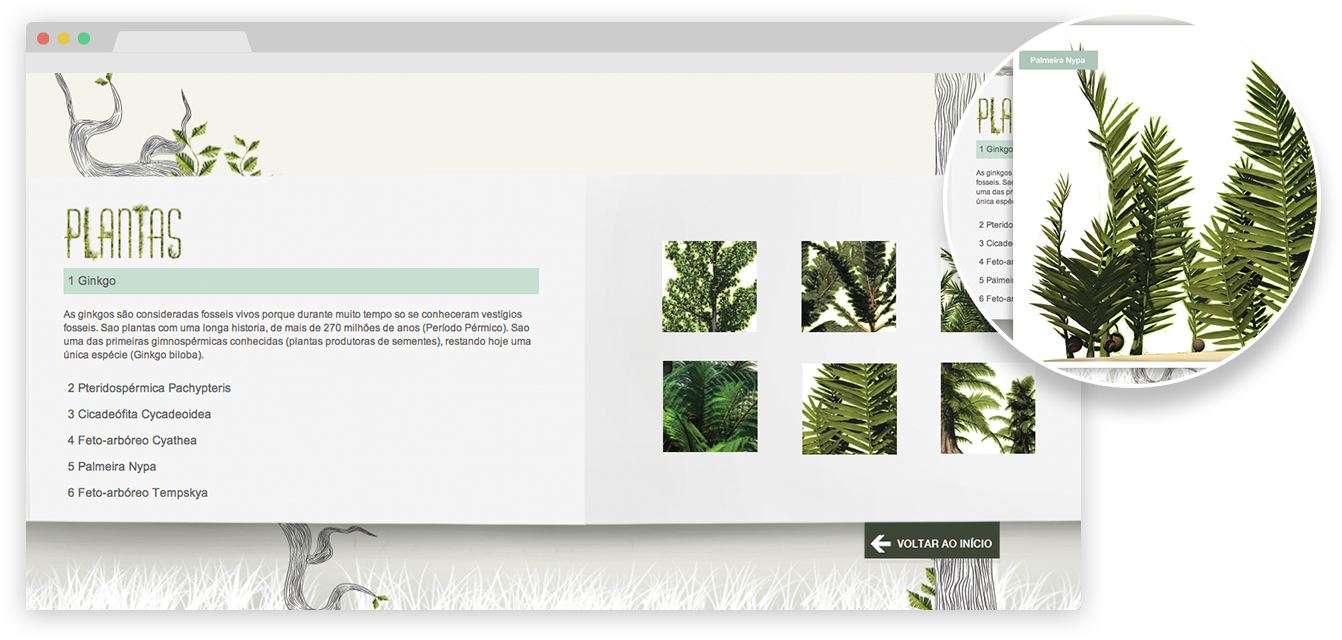 PLANTAS
1 Ginkgo
As ginkgos são consideradas fosseis vivos porque durante muito tempo so se conheceram vestígios
fosseis. Sao plantas com uma longa historia, de mais de 270 milhões de anos (Período Pérmico). Sao
uma das primeiras gimnospérmicas conhecidas (plantas produtoras de sementes), restando hoje uma
única espécie (Ginkgo biloba).
2 Pteridospérmica Pachypteris
3 Cicadeófita Cycadeoidea
4 Feto-arbóreo Cyathea
5 Palmeira Nypa
6 Feto-arbóreo Tempskya
VOLTAR AO INÍCIO
Palmeira Nypa
PLA
1 Ginkgo
As ginkgos
fosseis. Sao
uma das pr
única espéc
2 Pterido
3 Cicade
4 Feto-ar
5 Palmei
6 Feto-ar